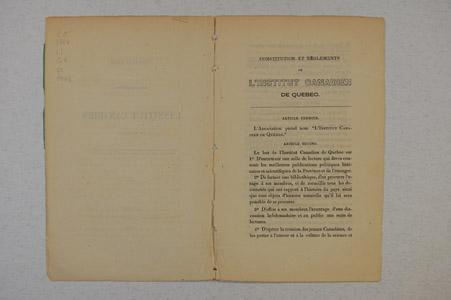 CONSTITUTION ET RÈGLEMENTS
DE
L'INSTITUT CANADIEN
DE QUEBEC.
ARTICLE PREMIER.
L'Association prend nom "L'INSTITUT CANA-
DIEN DE QUÉBEC."
ARTICLE SECOND.
Le but de l'Institut Canadien de Québec est
1° D'entretenir une salle de lecture qui devra conte-
nir les meilleures publications politiques litté-
raires et scientifiques de la Province et de l'étranger.
2° De former une bibliothèque, d'en procurer l'u-
sage à ses membres, et de recueillir tous les do-
cuments qui ont rapport à l'histoire du pays ainsi
que tous objets d'histoire naturelle qu'il lui sera
possible de se procurer.
3° D'offrir à ses membres l'avantage d'une dis-
cussion hebdomadaire et au public une suite de
lectures.
4° D'opérer la réunion des jeunes Canadiens, de
les porter à l'amour et à la culture de la science et